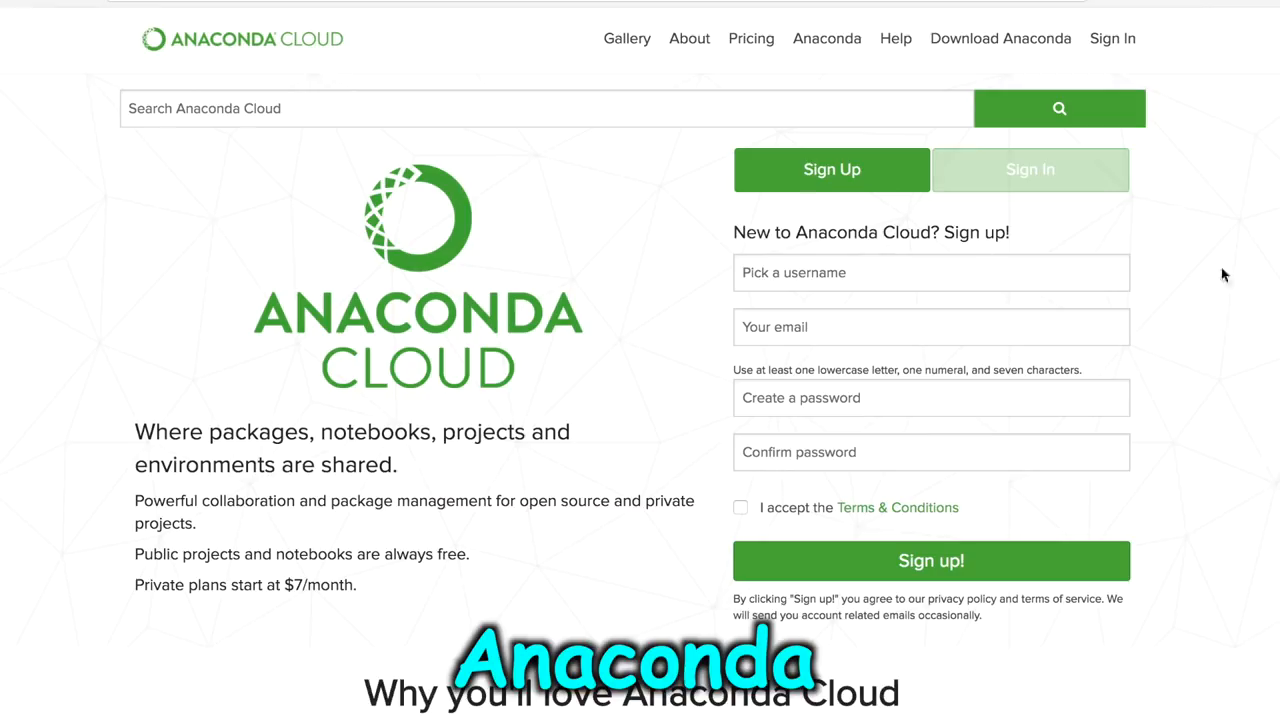 ANACONDA CLOUD
Gallery About Pricing Anaconda Help Download Anaconda Sign In
Search Anaconda Cloud
ANACONDA
CLOUD
Where packages, notebooks, projects and
environments are shared.
Powerful collaboration and package management for open source and private
projects.
Public projects and notebooks are always free.
Private plans start at $7/month.
Sign Up Sign In
New to Anaconda Cloud? Sign up!
Pick a username
Your email
Use at least one lowercase letter, one numeral, and seven characters.
Create a password
Confirm password
I accept the Terms & Conditions
Sign up!
By clicking "Sign up!" you agree to our privacy policy and terms of service. We
will send you account related emails occasionally.
Anaconda
Why you'll love Anaconda Cloud